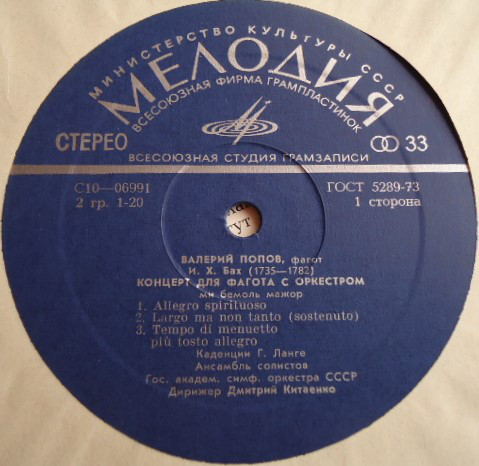 МИНИСТЕРСТВО КУЛЬТУРЫ СССР
МЕЛОДИЯ
ВСЕСОЮЗНАЯ ФИРМА ГРАМПЛАСТИНОК
СТЕРЕО
33
ВСЕСОЮЗНАЯ СТУДИЯ ГРАМЗАПИСИ
С10—06991 ГОСТ 5289-73
2 гр. 1-20 1 сторона
ВАЛЕРИЙ ПОПОВ, фагот
И. Х. Бах (1735—1782)
КОНЦЕРТ ДЛЯ ФАГОТА С ОРКЕСТРОМ
ми бемоль мажор
1. Allegro spirituoso
2. Largo ma non tanto (sostenuto)
3. Tempo di menuetto
più tosto allegro
Каденции Г. Ланге
Ансамбль солистов
Гос. академ. симф. оркестра СССР
Дирижер Дмитрий Китаенко